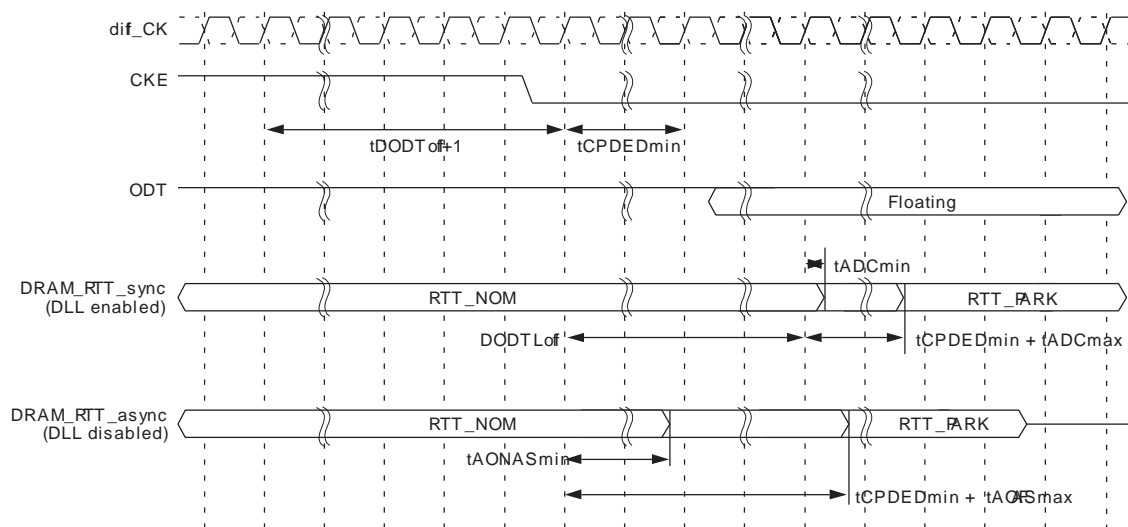 dif_CK
CKE
tDODTof+1
tCPDEDmin
ODT
Floating
tADCmin
DRAM_RTT_sync
(DLL enabled)
RTT_NOM
RTT_PARK
DODTLof
tCPDEDmin + tADCmax
DRAM_RTT_async
(DLL disabled)
RTT_NOM
RTT_PARK
tAONASmin
tCPDEDmin +